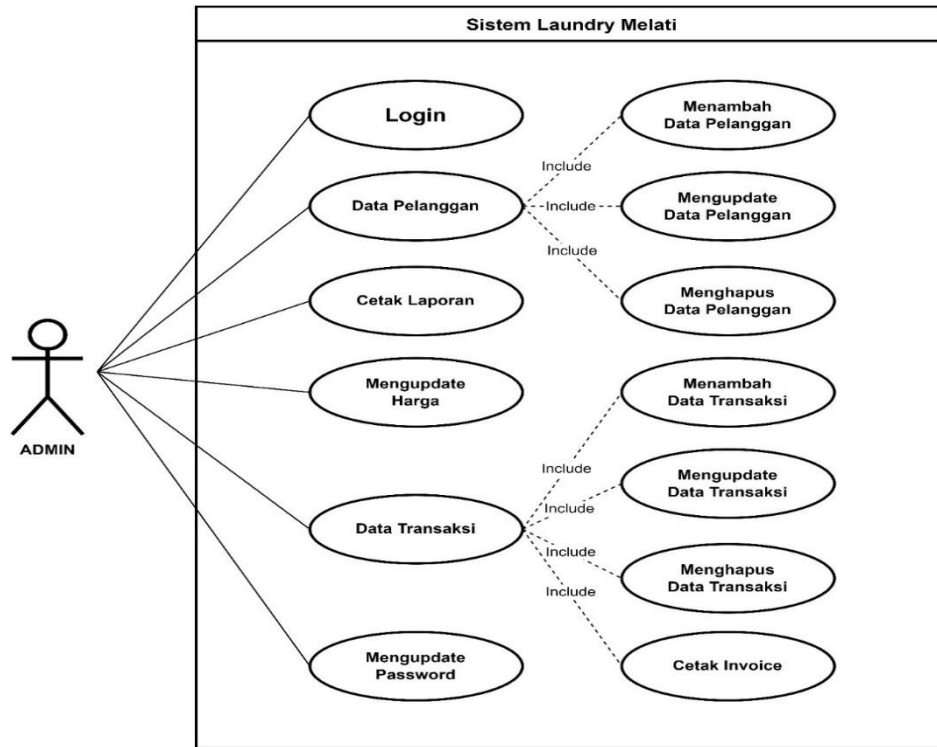 Sistem Laundry Melati
Login
Menambah
Data Pelanggan
Include
Data Pelanggan
Include
Mengupdate
Data Pelanggan
Include
Cetak Laporan
Menghapus
Data Pelanggan
Mengupdate
Harga
Menambah
Data Transaksi
ADMIN
Include
Mengupdate
Data Transaksi
Include
Data Transaksi
Include
Menghapus
Data Transaksi
Include
Mengupdate
Password
Cetak Invoice